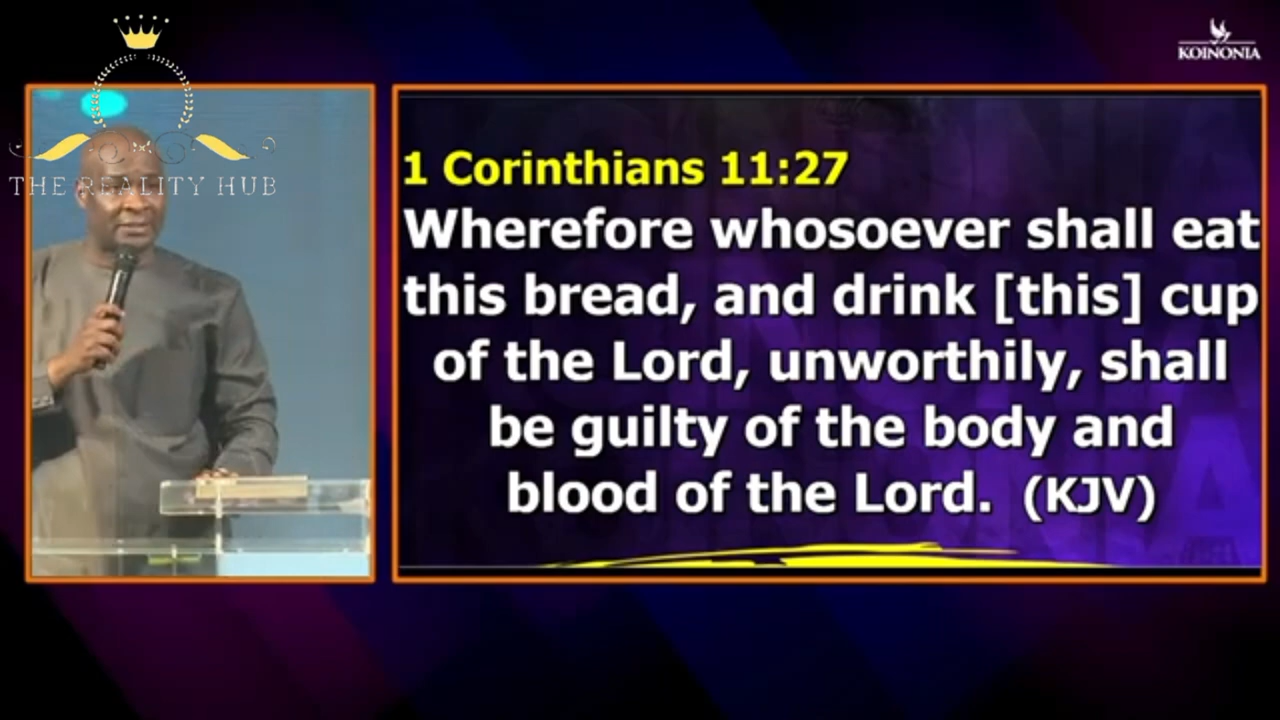 KOINONIA
THE REALITY HUB
1 Corinthians 11:27
Wherefore whosoever shall eat
this bread, and drink [this] cup
of the Lord, unworthily, shall
be guilty of the body and
blood of the Lord. (KJV)